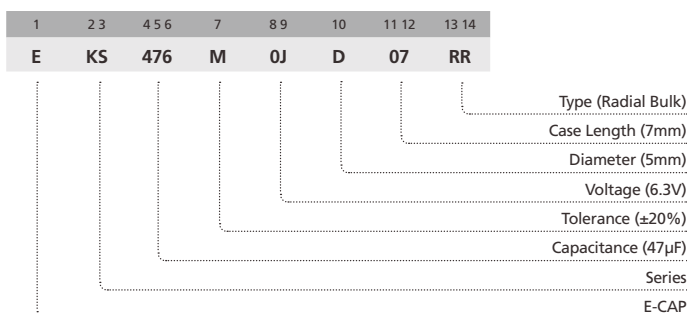 1 2 3 4 5 6 7 8 9 10 11 12 13 14
E KS 476 M 0J D 07 RR
Type (Radial Bulk)
Case Length (7mm)
Diameter (5mm)
Voltage (6.3V)
Tolerance (±20%)
Capacitance (47µF)
Series
E-CAP